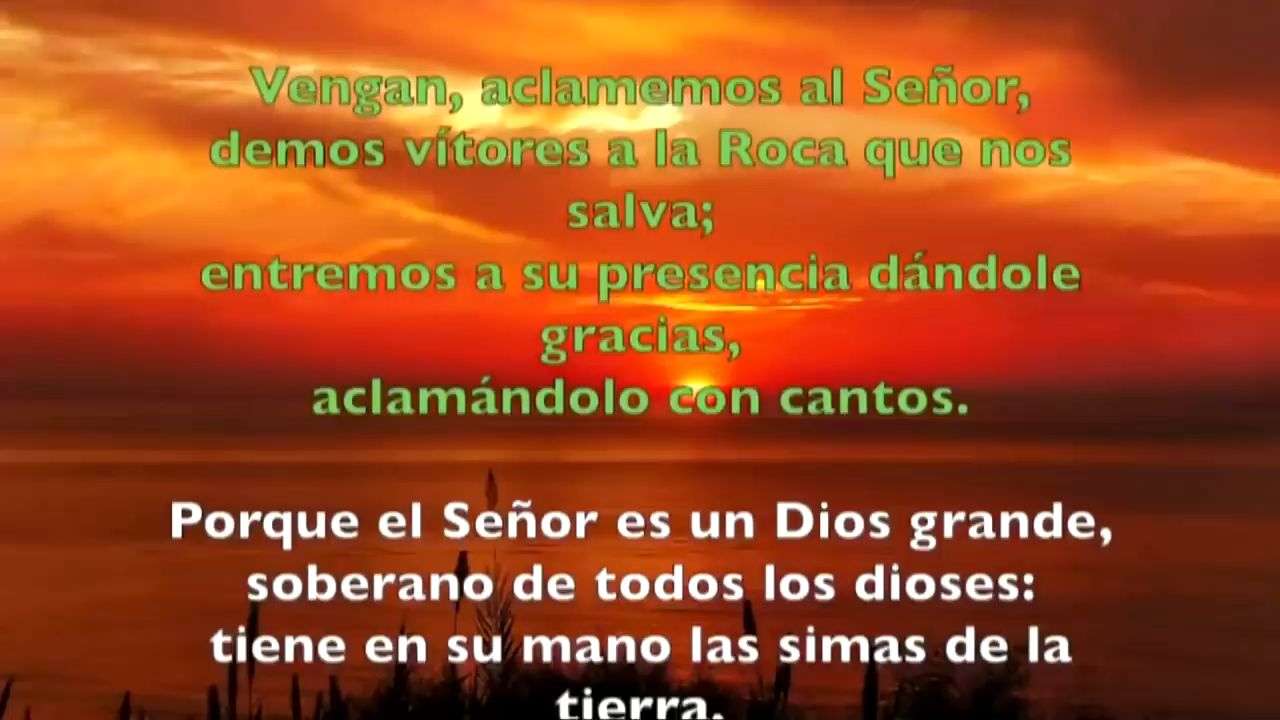 Vengan, aclamemos al Señor,
demos vítores a la Roca que nos
salva;
entremos a su presencia dándole
gracias,
aclamándolo con cantos.
Porque el Señor es un Dios grande,
soberano de todos los dioses:
tiene en su mano las simas de la
tierra,